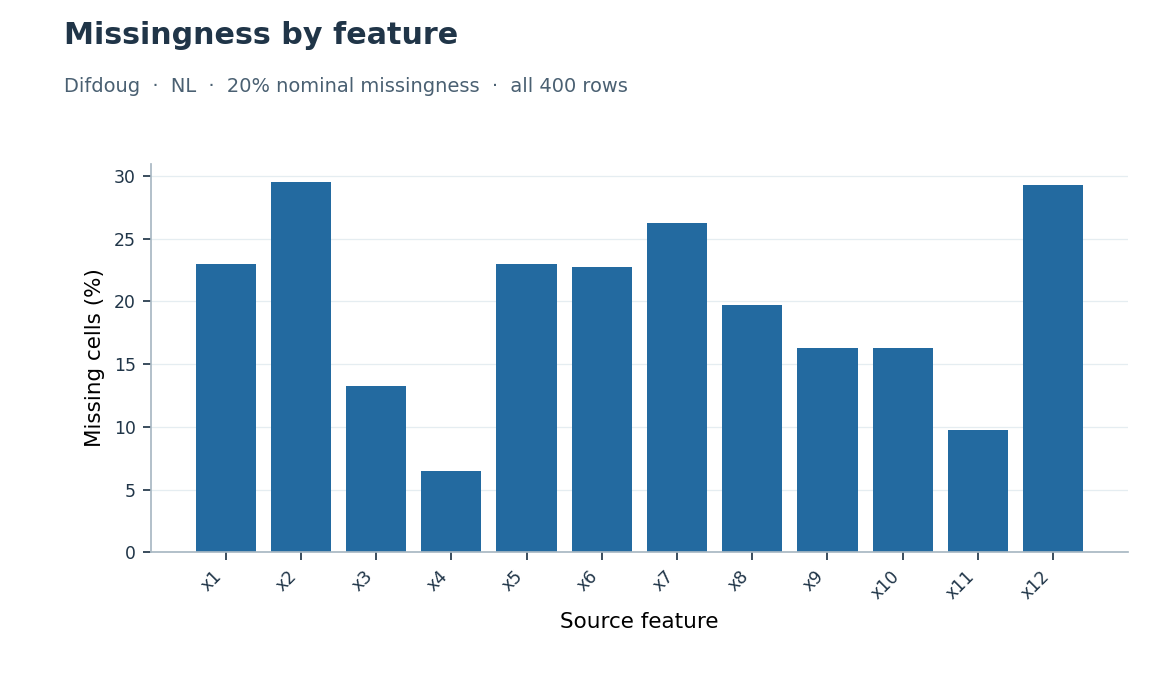 Missingness by feature
Difdoug · NL · 20% nominal missingness · all 400 rows
30
25
20
15
10
5
0
Missing cells (%)
x1 x2 x3 x4 x5 x6 x7 x8 x9 x10 x11 x12
Source feature